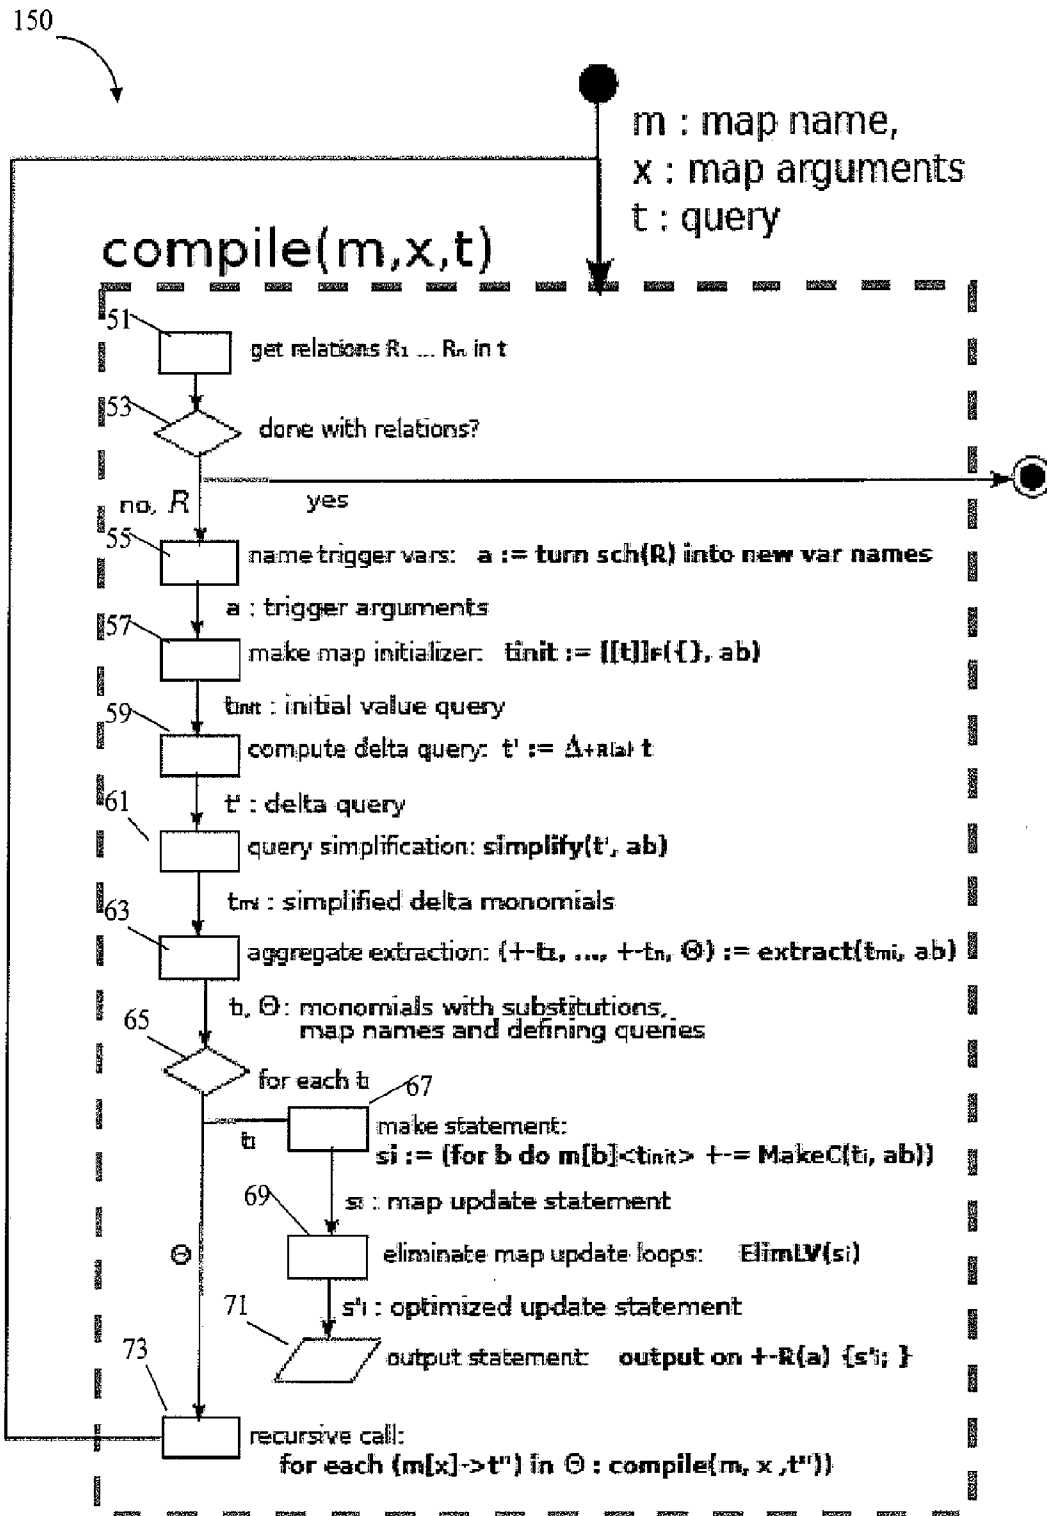 150
m : map name,
x : map arguments
t : query
compile(m,x,t)
51
get relations R1 ... Rn in t
53
done with relations?
no, R
yes
55
name trigger vars: a := turn sch(R) into new var names
a : trigger arguments
57
make map initializer: tinit := [[t]]F({}, ab)
tinit : initial value query
59
compute delta query: t' := Δ+R(a) t
t' : delta query
61
query simplification: simplify(t', ab)
tmi : simplified delta monomials
63
aggregate extraction: (+-t1, ..., +-tn, Θ) := extract(tmi, ab)
ti, Θ : monomials with substitutions,
map names and defining queries
65
for each ti
67
ti
make statement:
si := (for b do m[b]<tinit> +-= MakeC(ti, ab))
si : map update statement
69
eliminate map update loops: ElimLV(si)
Θ
s'i : optimized update statement
71
output statement: output on +-R(a) {s'i; }
73
recursive call:
for each (m[x]->t'') in Θ : compile(m, x ,t''))